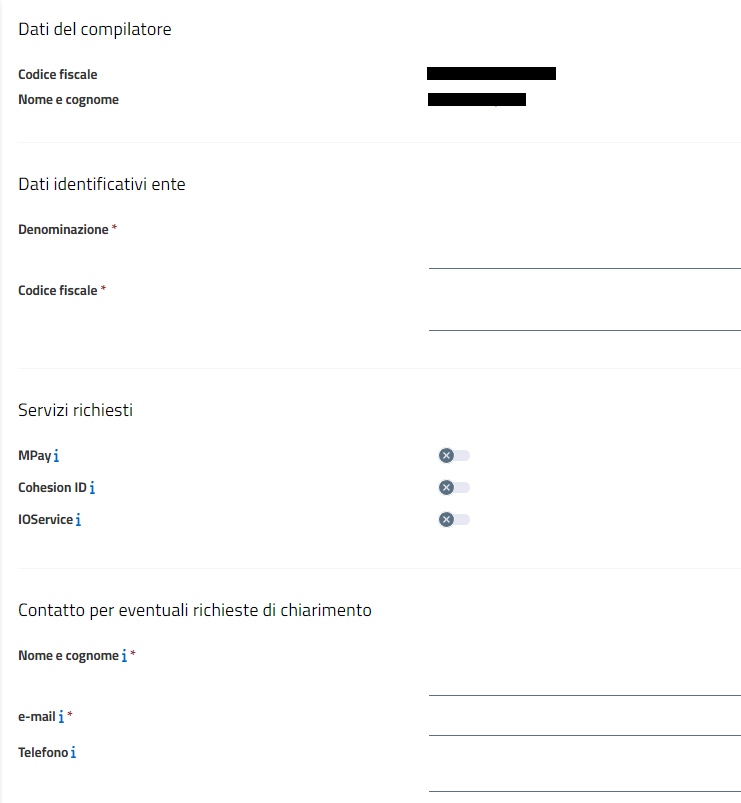 Dati del compilatore
Codice fiscale
Nome e cognome
Dati identificativi ente
Denominazione *
Codice fiscale *
Servizi richiesti
MPay i
Cohesion ID i
IOService i
Contatto per eventuali richieste di chiarimento
Nome e cognome i *
e-mail i *
Telefono i